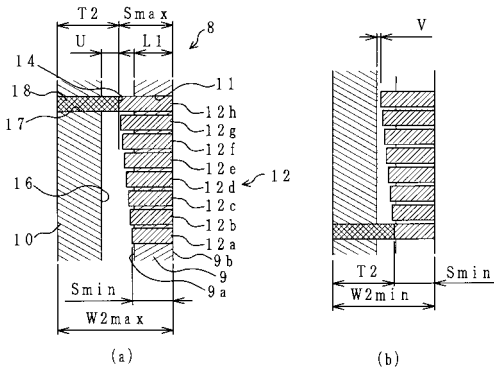 T2 Smax
U L1 8
14 11
18 12h
17 12g
12f
12e
12d 12
16 12c
12b
10 12a
9b
Smin 9
9a
W2max
(a)
V
T2 Smin
W2min
(b)